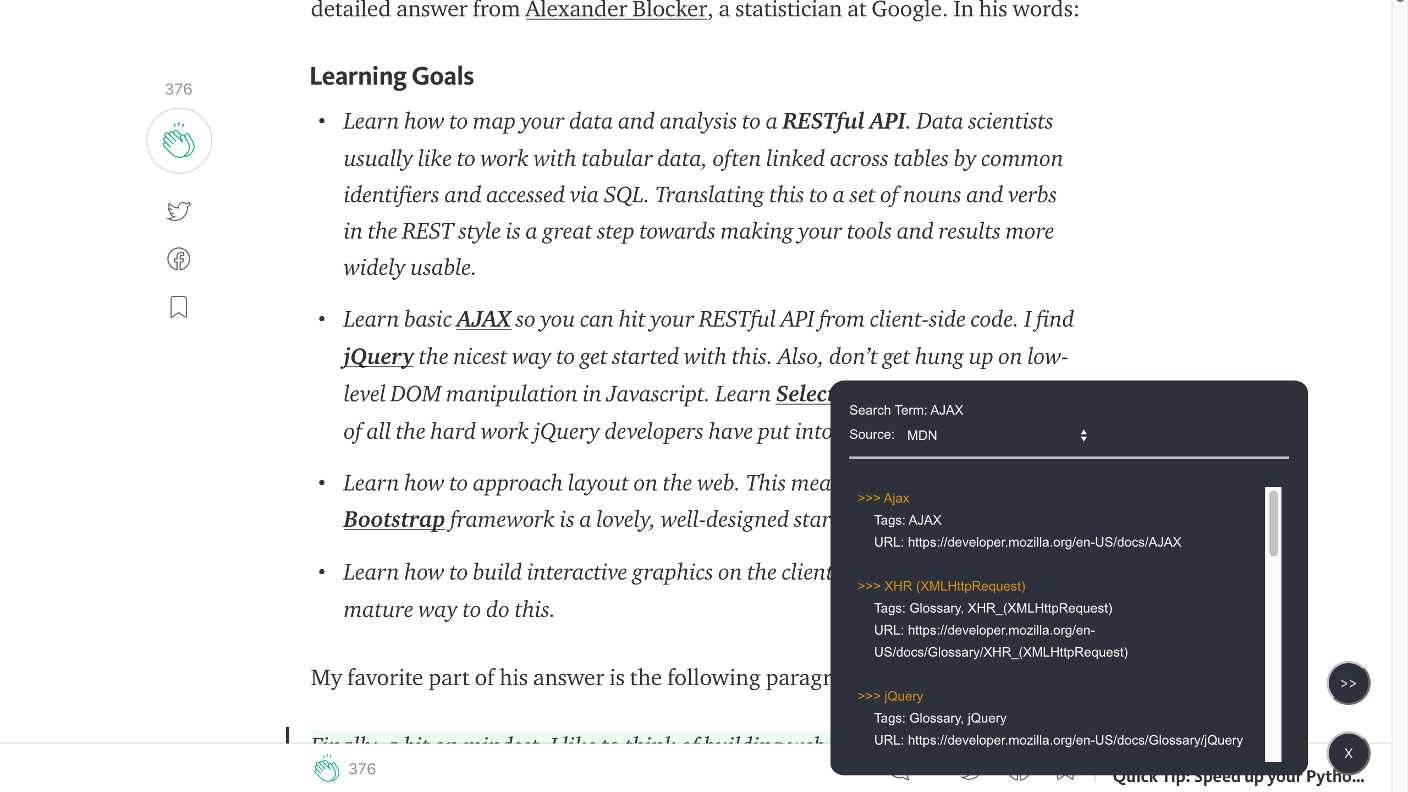 detailed answer from Alexander Blocker, a statistician at Google. In his words:
Learning Goals
376
• Learn how to map your data and analysis to a RESTful API. Data scientists
usually like to work with tabular data, often linked across tables by common
identifiers and accessed via SQL. Translating this to a set of nouns and verbs
in the REST style is a great step towards making your tools and results more
widely usable.
• Learn basic AJAX so you can hit your RESTful API from client-side code. I find
jQuery the nicest way to get started with this. Also, don't get hung up on low-
level DOM manipulation in Javascript. Learn
of all the hard work jQuery developers have put into
• Learn how to approach layout on the web. This
Bootstrap framework is a lovely, well-designed
• Learn how to build interactive graphics on the client
mature way to do this.
My favorite part of his answer is the following
376
Search Term: AJAX
Source: MDN
>>> Ajax
Tags: AJAX
URL: https://developer.mozilla.org/en-US/docs/AJAX
>>> XHR (XMLHttpRequest)
Tags: Glossary, XHR_(XMLHttpRequest)
URL: https://developer.mozilla.org/en-
US/docs/Glossary/XHR_(XMLHttpRequest)
>>> jQuery
Tags: Glossary, jQuery
URL: https://developer.mozilla.org/en-US/docs/Glossary/jQuery
>>
X
Quick Tip: Speed up your Pytho...